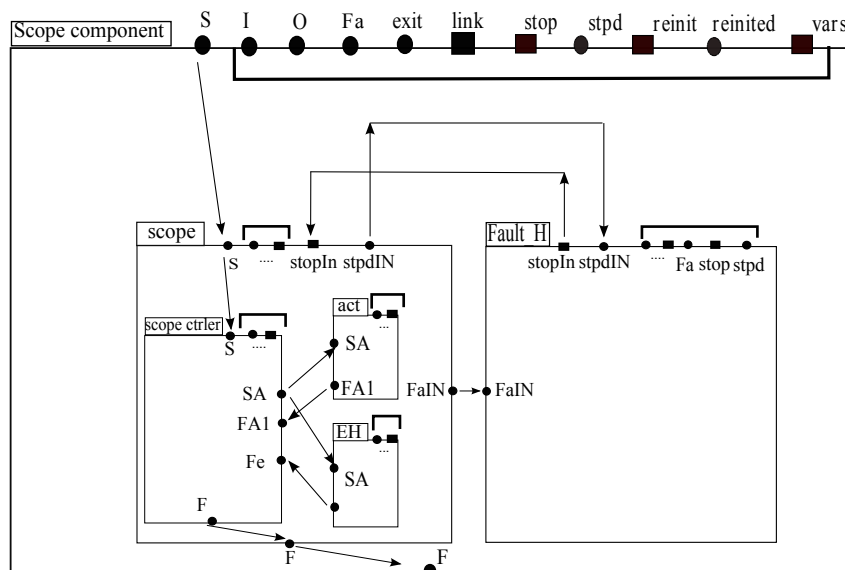 Scope component S I O Fa exit link stop stpd reinit reinited vars
scope Fault_H
S .... stopIn stpdIN stopIn stpdIN .... Fa stop stpd
scope ctrler act
S .... ...
SA SA
FA1 FA1 FaIN FaIN
Fe EH
...
SA
F
F F